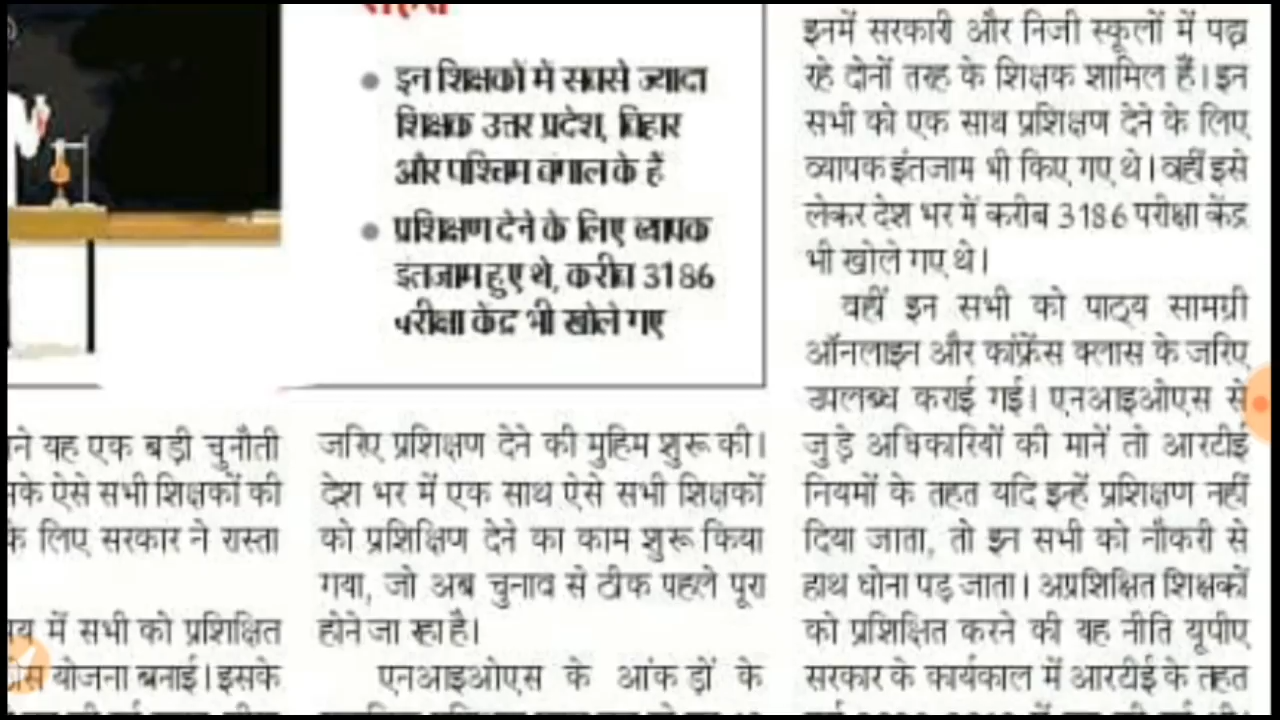 राहत
इन शिक्षकों में सबसे ज्यादा
शिक्षक उत्तर प्रदेश, बिहार
और पश्चिम बंगाल के हैं
प्रशिक्षण देने के लिए व्यापक
इंतजाम हुए थे, करीब 3186
परीक्षा केंद्र भी खोले गए
ने यह एक बड़ी चुनौती
ऐसे सभी शिक्षकों की
के लिए सरकार ने रास्ता
में सभी को प्रशिक्षित
योजना बनाई। इसके
जरिए प्रशिक्षण देने की मुहिम शुरू की।
देश भर में एक साथ ऐसे सभी शिक्षकों
को प्रशिक्षिण देने का काम शुरू किया
गया, जो अब चुनाव से ठीक पहले पूरा
होने जा रहा है।
एनआइओएस के आंकड़ों के
इनमें सरकारी और निजी स्कूलों में पढ़ा
रहे दोनों तरह के शिक्षक शामिल हैं। इन
सभी को एक साथ प्रशिक्षण देने के लिए
व्यापक इंतजाम भी किए गए थे। वहीं इसे
लेकर देश भर में करीब 3186 परीक्षा केंद्र
भी खोले गए थे।
वहीं इन सभी को पाठ्य सामग्री
ऑनलाइन और कांफ्रेंस क्लास के जरिए
उपलब्ध कराई गई। एनआइओएस से
जुड़े अधिकारियों की मानें तो आरटीई
नियमों के तहत यदि इन्हें प्रशिक्षण नहीं
दिया जाता, तो इन सभी को नौकरी से
हाथ धोना पड़ जाता। अप्रशिक्षित शिक्षकों
को प्रशिक्षित करने की यह नीति यूपीए
सरकार के कार्यकाल में आरटीई के तहत